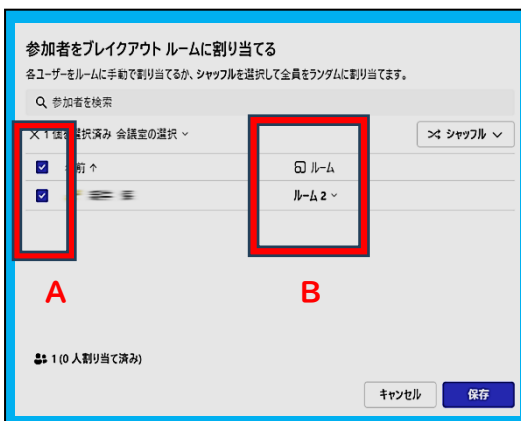 参加者をブレイクアウト ルームに割り当てる
各ユーザーをルームに手動で割り当てるか、シャッフルを選択して全員をランダムに割り当てます。
参加者を検索
1 個を選択済み 会議室の選択 シャッフル
前 ↑ ルーム
ルーム 2
A B
1 (0 人割り当て済み)
キャンセル 保存